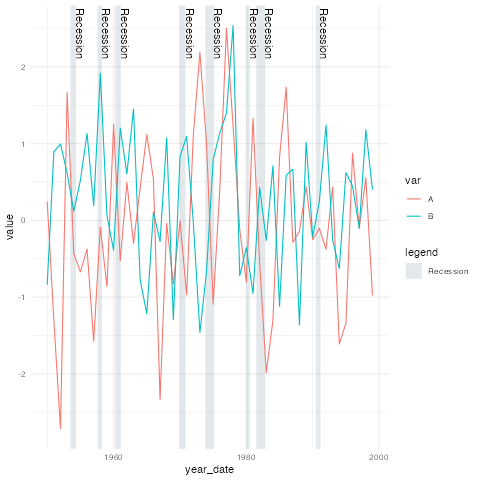 Recession
Recession
Recession
Recession
Recession
Recession
Recession
Recession
value
2
1
0
-1
-2
1960
1980
2000
year_date
var
A
B
legend
Recession